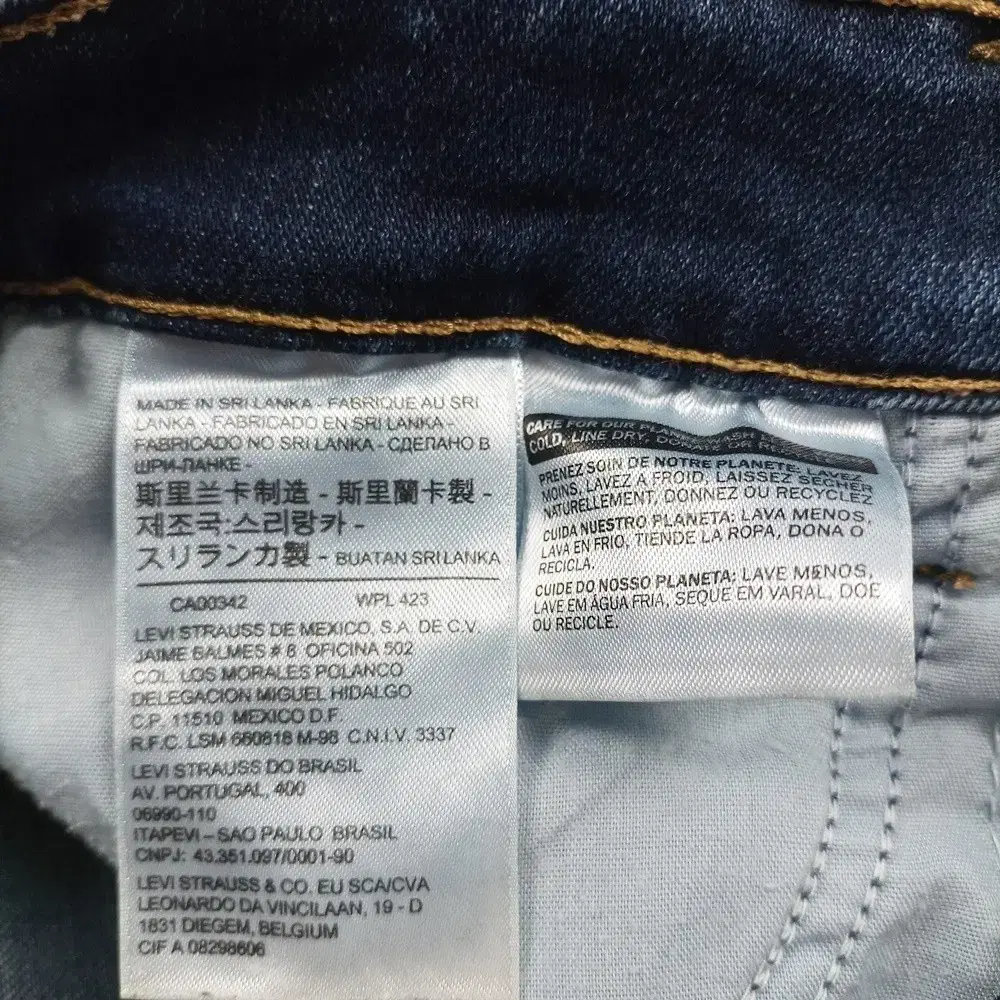 MADE IN SRI LANKA - FABRIQUE AU SRI
LANKA - FABRICADO EN SRI LANKA -
FABRICADO NO SRI LANKA - СДЕЛАНО В
ШРИ-ЛАНКЕ -
斯里兰卡制造 - 斯里蘭卡製 -
제조국:스리랑카 -
スリランカ製 - BUATAN SRI LANKA
CA00342 WPL 423
LEVI STRAUSS DE MEXICO, S.A. DE C.V.
JAIME BALMES # 8 OFICINA 502
COL. LOS MORALES POLANCO
DELEGACION MIGUEL HIDALGO
C.P. 11510 MEXICO D.F.
R.F.C. LSM 660818 M-98 C.N.I.V. 3337
LEVI STRAUSS DO BRASIL
AV. PORTUGAL, 400
06990-110
ITAPEVI – SAO PAULO BRASIL
CNPJ: 43.351.097/0001-90
LEVI STRAUSS & CO. EU SCA/CVA
LEONARDO DA VINCILAAN, 19 - D
1831 DIEGEM, BELGIUM
CIF A 08298606
CARE FOR OUR
COLD, LINE DRY,
PRENEZ SOIN DE NOTRE PLANETE: LAVEZ
MOINS, LAVEZ A FROID, LAISSEZ SECHER
NATURELLEMENT, DONNEZ OU RECYCLEZ
CUIDA NUESTRO PLANETA: LAVA MENOS,
LAVA EN FRIO, TIENDE LA ROPA, DONA O
RECICLA.
CUIDE DO NOSSO PLANETA: LAVE MENOS,
LAVE EM ÁGUA FRIA, SEQUE EM VARAL, DOE
OU RECICLE.